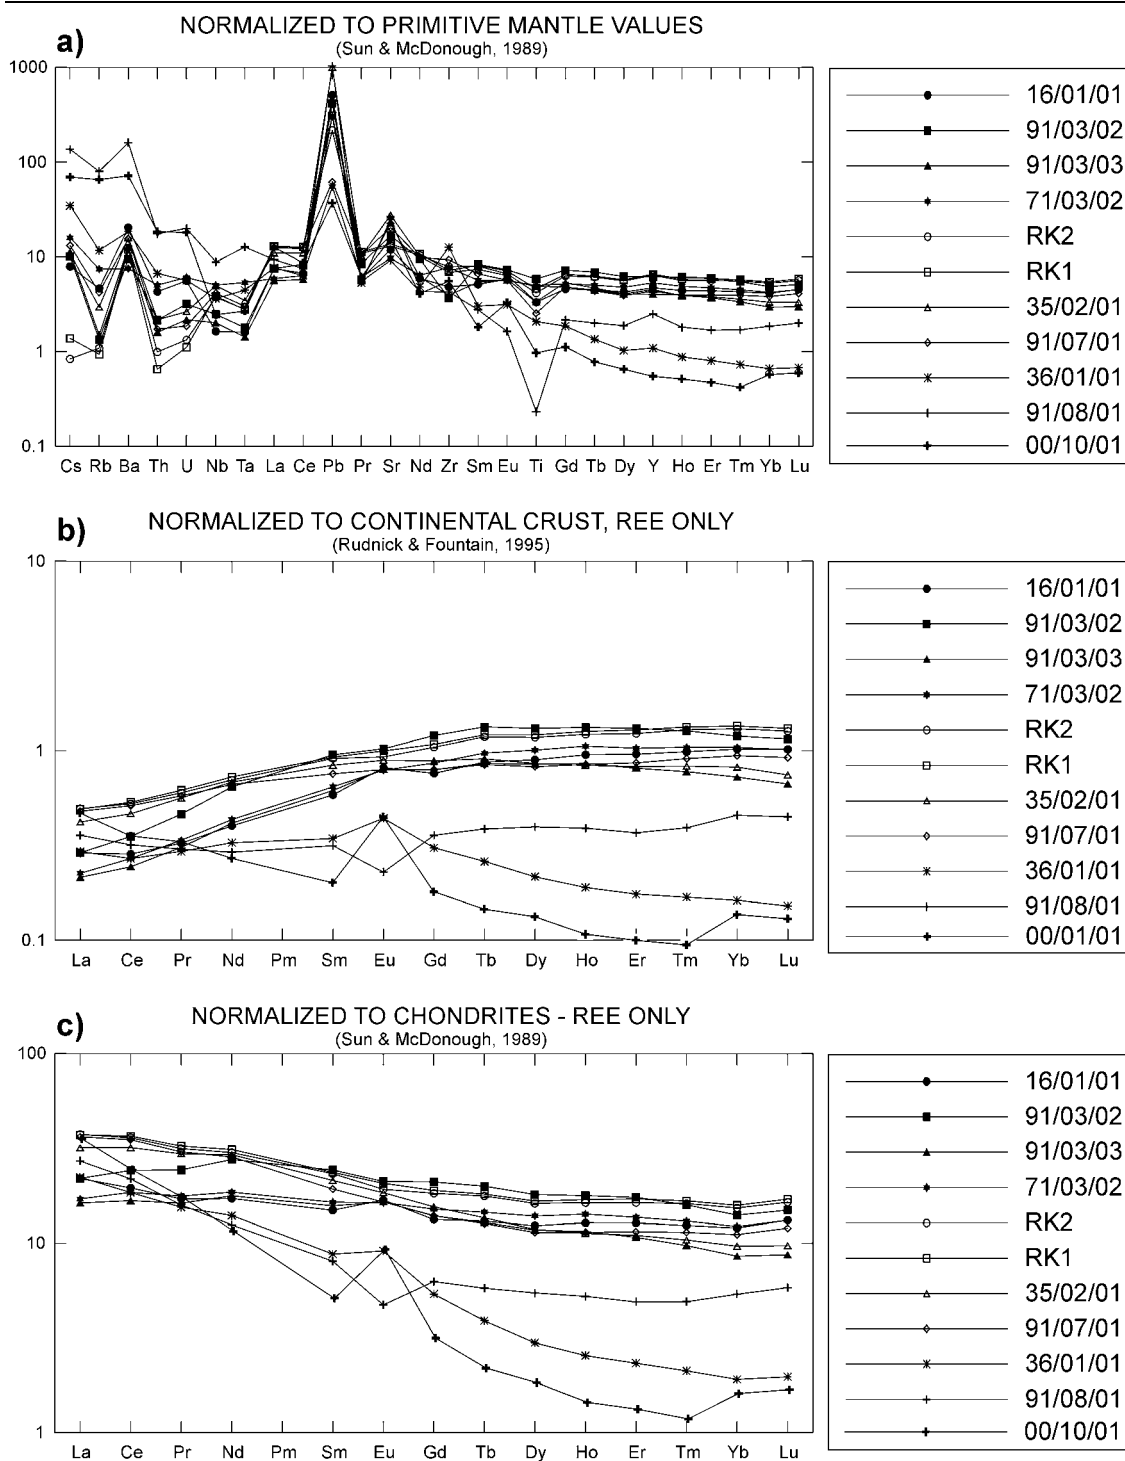 a)
NORMALIZED TO PRIMITIVE MANTLE VALUES
(Sun & McDonough, 1989)
1000
100
10
1
0.1
Cs Rb Ba Th U Nb Ta La Ce Pb Pr Sr Nd Zr Sm Eu Ti Gd Tb Dy Y Ho Er Tm Yb Lu
16/01/01
91/03/02
91/03/03
71/03/02
RK2
RK1
35/02/01
91/07/01
36/01/01
91/08/01
00/10/01
b)
NORMALIZED TO CONTINENTAL CRUST, REE ONLY
(Rudnick & Fountain, 1995)
10
1
0.1
La Ce Pr Nd Pm Sm Eu Gd Tb Dy Ho Er Tm Yb Lu
16/01/01
91/03/02
91/03/03
71/03/02
RK2
RK1
35/02/01
91/07/01
36/01/01
91/08/01
00/01/01
c)
NORMALIZED TO CHONDRITES - REE ONLY
(Sun & McDonough, 1989)
100
10
1
La Ce Pr Nd Pm Sm Eu Gd Tb Dy Ho Er Tm Yb Lu
16/01/01
91/03/02
91/03/03
71/03/02
RK2
RK1
35/02/01
91/07/01
36/01/01
91/08/01
00/10/01